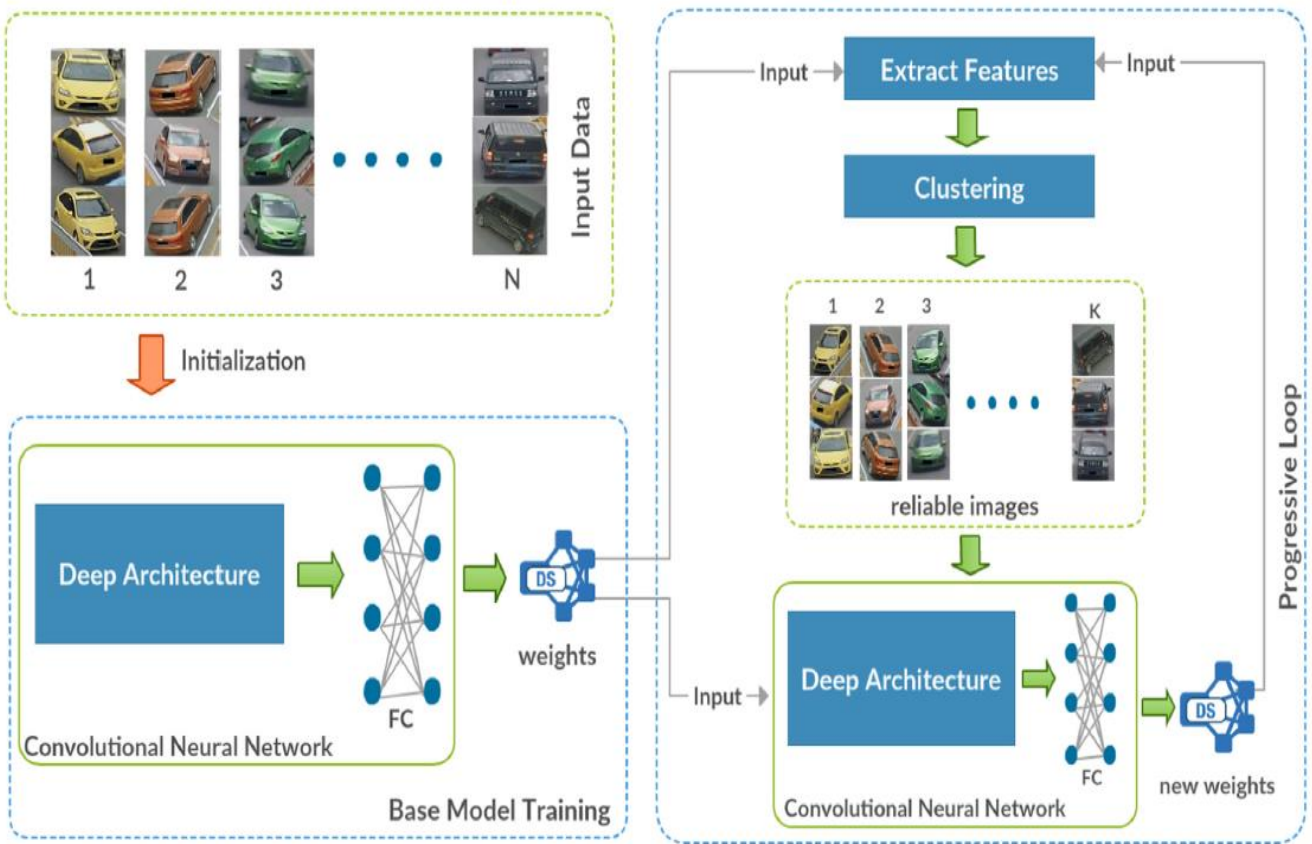 Input Data
1
2
3
N
Initialization
Deep Architecture
FC
Convolutional Neural Network
DS
weights
Base Model Training
Input
Extract Features
Input
Clustering
1
2
3
K
reliable images
Input
Deep Architecture
FC
Convolutional Neural Network
DS
new weights
Progressive Loop